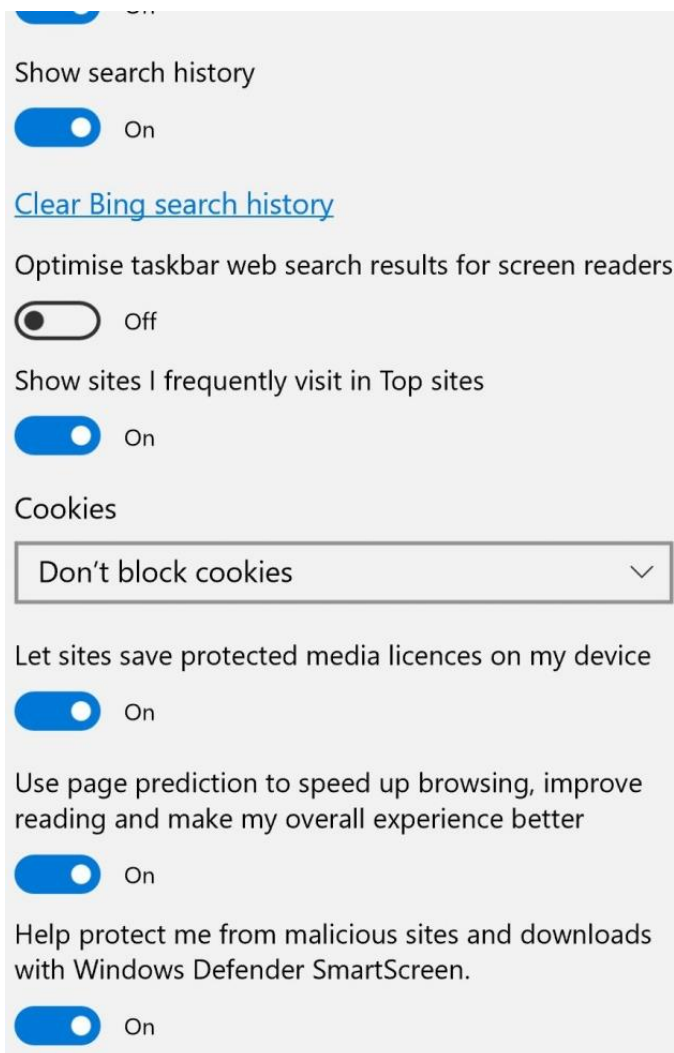 Show search history
On
Clear Bing search history
Optimise taskbar web search results for screen readers
Off
Show sites I frequently visit in Top sites
On
Cookies
Don't block cookies
Let sites save protected media licences on my device
On
Use page prediction to speed up browsing, improve
reading and make my overall experience better
On
Help protect me from malicious sites and downloads
with Windows Defender SmartScreen.
On